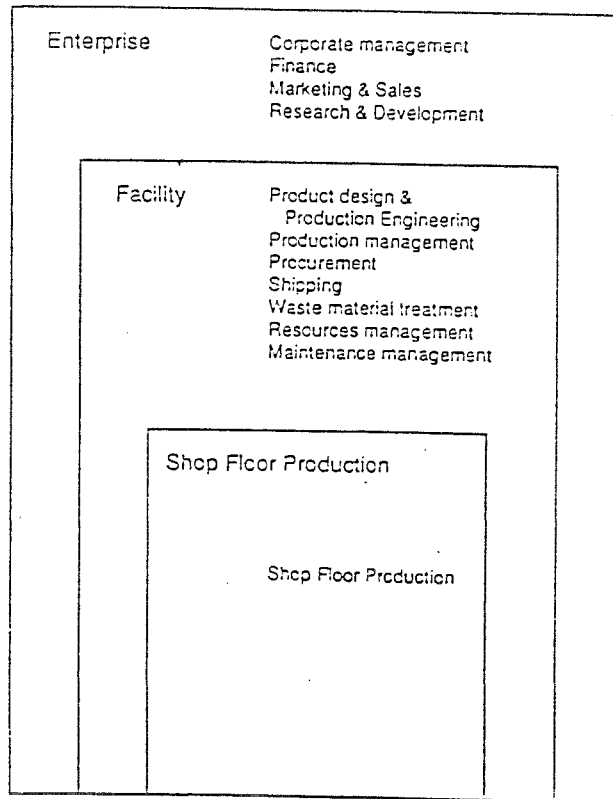 Enterprise
Corporate management
Finance
Marketing & Sales
Research & Development
Facility
Product design &
Production Engineering
Production management
Procurement
Shipping
Waste material treatment
Resources management
Maintenance management
Shop Floor Production
Shop Floor Production